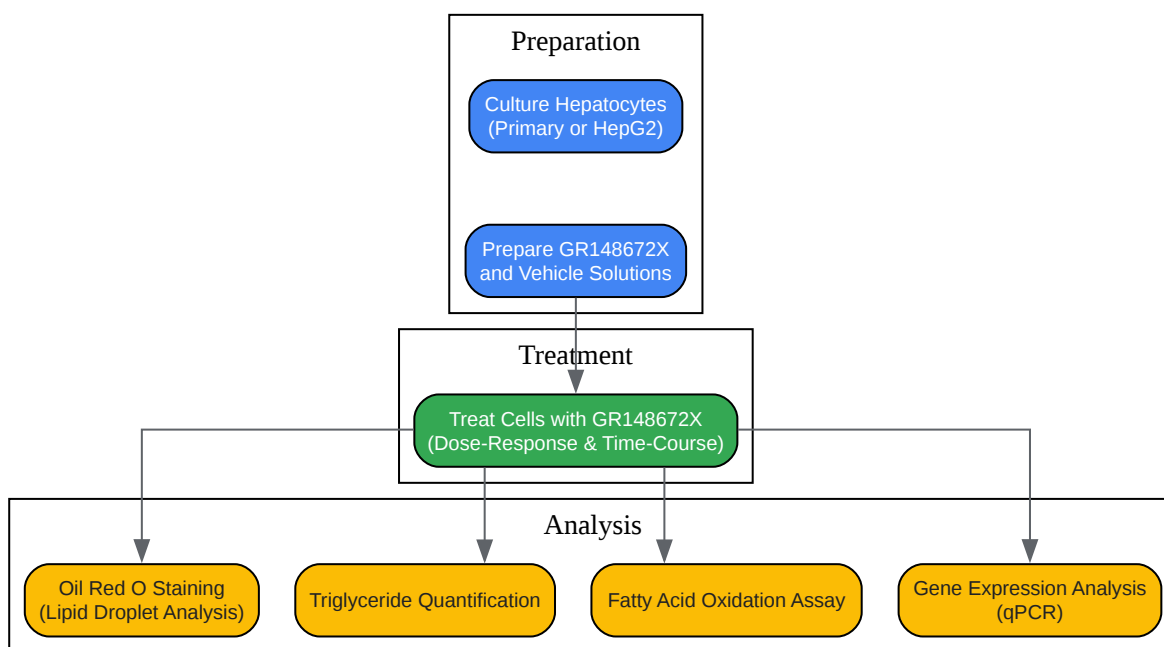 Preparation
Culture Hepatocytes
(Primary or HepG2)
Prepare GR148672X
and Vehicle Solutions
Treatment
Treat Cells with GR148672X
(Dose-Response & Time-Course)
Analysis
Oil Red O Staining
(Lipid Droplet Analysis)
Triglyceride Quantification
Fatty Acid Oxidation Assay
Gene Expression Analysis
(qPCR)